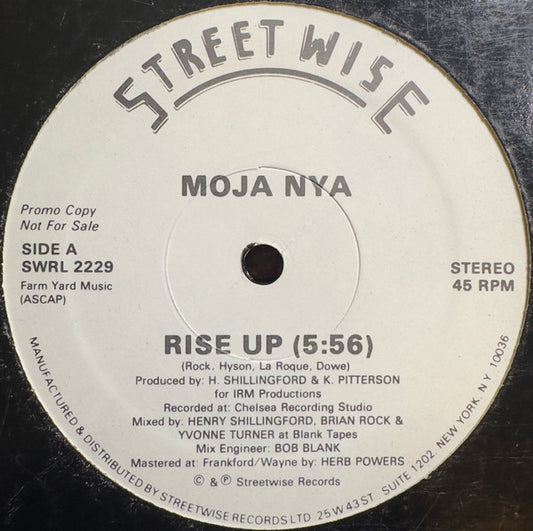 STREETWISE
MOJA NYA
Promo Copy
Not For Sale
SIDE A
SWRL 2229
Farm Yard Music
(ASCAP)
STEREO
45 RPM
RISE UP (5:56)
(Rock, Hyson, La Roque, Dowe)
Produced by: H. SHILLINGFORD & K. PITTERSON
for IRM Productions
Recorded at: Chelsea Recording Studio
Mixed by: HENRY SHILLINGFORD, BRIAN ROCK &
YVONNE TURNER at Blank Tapes
Mix Engineer: BOB BLANK
Mastered at: Frankford/Wayne by: HERB POWERS
© & ℗ Streetwise Records
MANUFACTURED & DISTRIBUTED BY STREETWISE RECORDS LTD. 25 W 43 ST. SUITE 1202, NEW YORK, N.Y. 10036